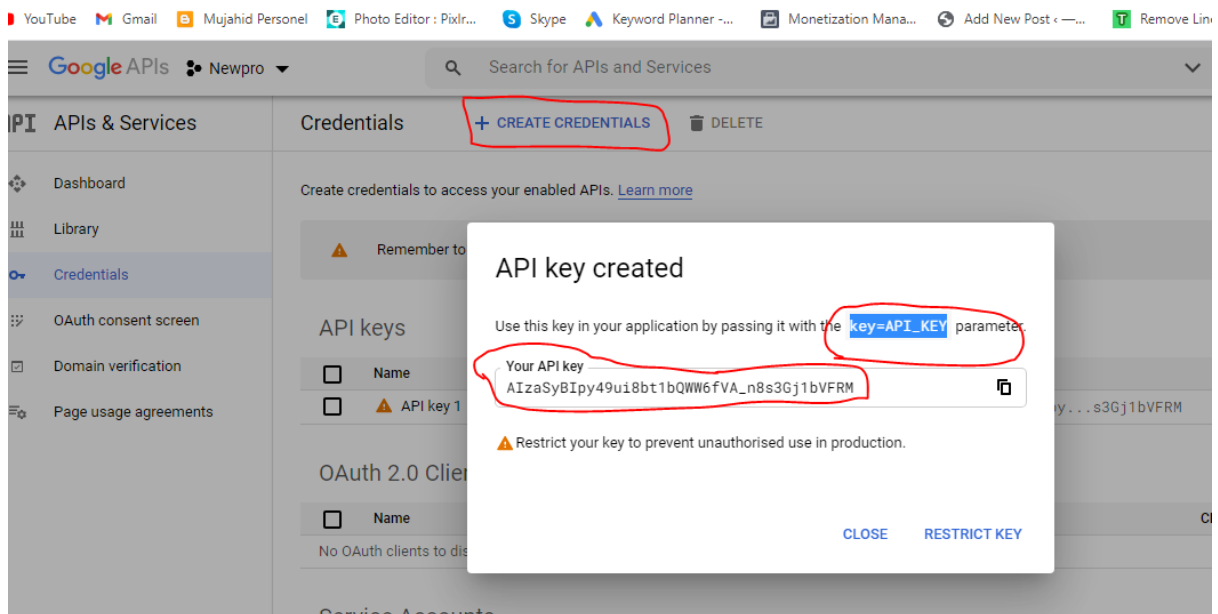 YouTube Gmail Mujahid Personel Photo Editor : Pixlr... Skype Keyword Planner -... Monetization Mana... Add New Post ‹ —... Remove Line
Google APIs Newpro Search for APIs and Services
API APIs & Services Credentials + CREATE CREDENTIALS DELETE
Dashboard
Create credentials to access your enabled APIs. Learn more
Library
Remember to
Credentials
API key created
OAuth consent screen
API keys
Use this key in your application by passing it with the key=API_KEY parameter.
Domain verification
Name
Your API key
AIzaSyBIpy49ui8bt1bQWW6fVA_n8s3Gj1bVFRM
Page usage agreements
API key 1
y...s3Gj1bVFRM
Restrict your key to prevent unauthorised use in production.
OAuth 2.0 Clie
Name
CLOSE RESTRICT KEY
No OAuth clients to dis
Service Accounts